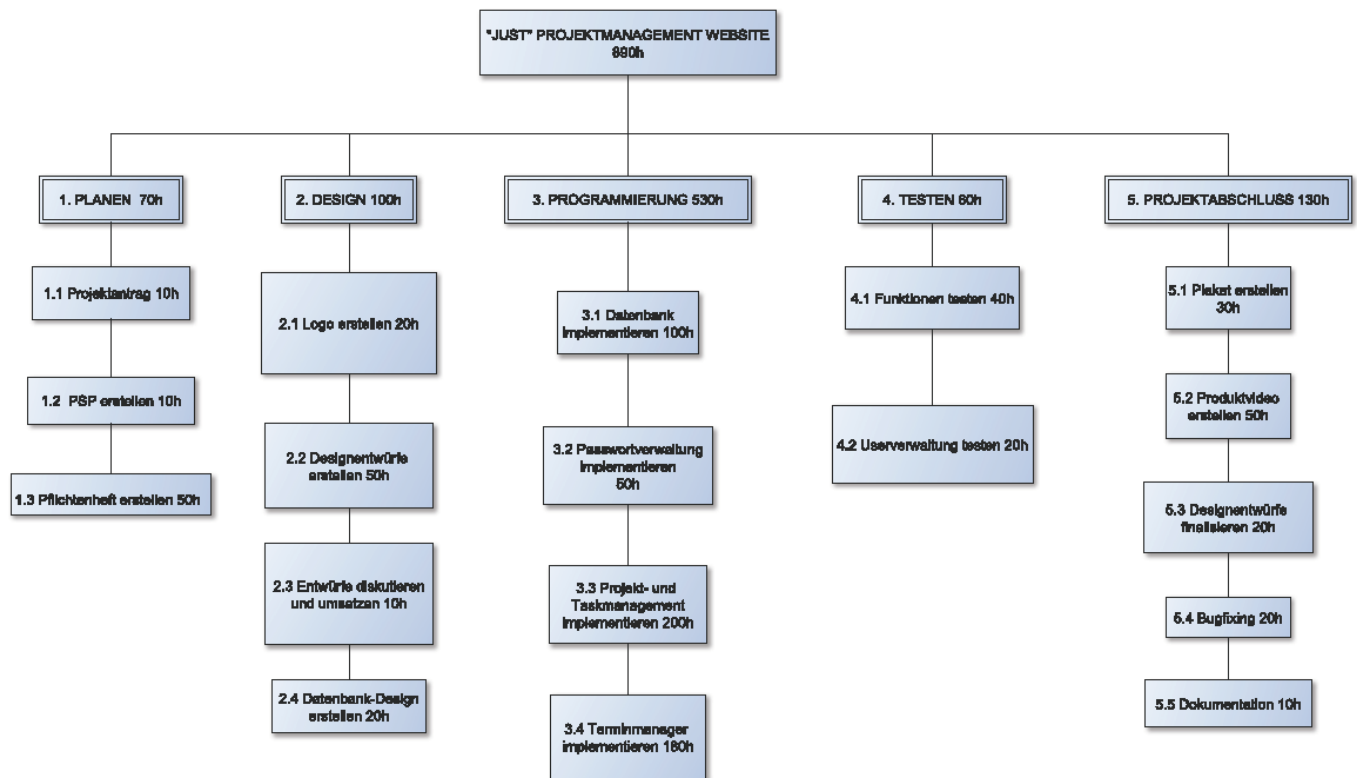 "JUST" PROJEKTMANAGEMENT WEBSITE
890h
1. PLANEN 70h
2. DESIGN 100h
3. PROGRAMMIERUNG 530h
4. TESTEN 60h
5. PROJEKTABSCHLUSS 130h
1.1 Projektantrag 10h
1.2 PSP erstellen 10h
1.3 Pflichtenheft erstellen 50h
2.1 Logo erstellen 20h
2.2 Designentwürfe
erstellen 50h
2.3 Entwürfe diskutieren
und umsetzen 10h
2.4 Datenbank-Design
erstellen 20h
3.1 Datenbank
implementieren 100h
3.2 Passwortverwaltung
implementieren
50h
3.3 Projekt- und
Taskmanagement
implementieren 200h
3.4 Terminmanager
implementieren 180h
4.1 Funktionen testen 40h
4.2 Userverwaltung testen 20h
5.1 Plakat erstellen
30h
5.2 Produktvideo
erstellen 50h
5.3 Designentwürfe
finalisieren 20h
5.4 Bugfixing 20h
5.5 Dokumentation 10h